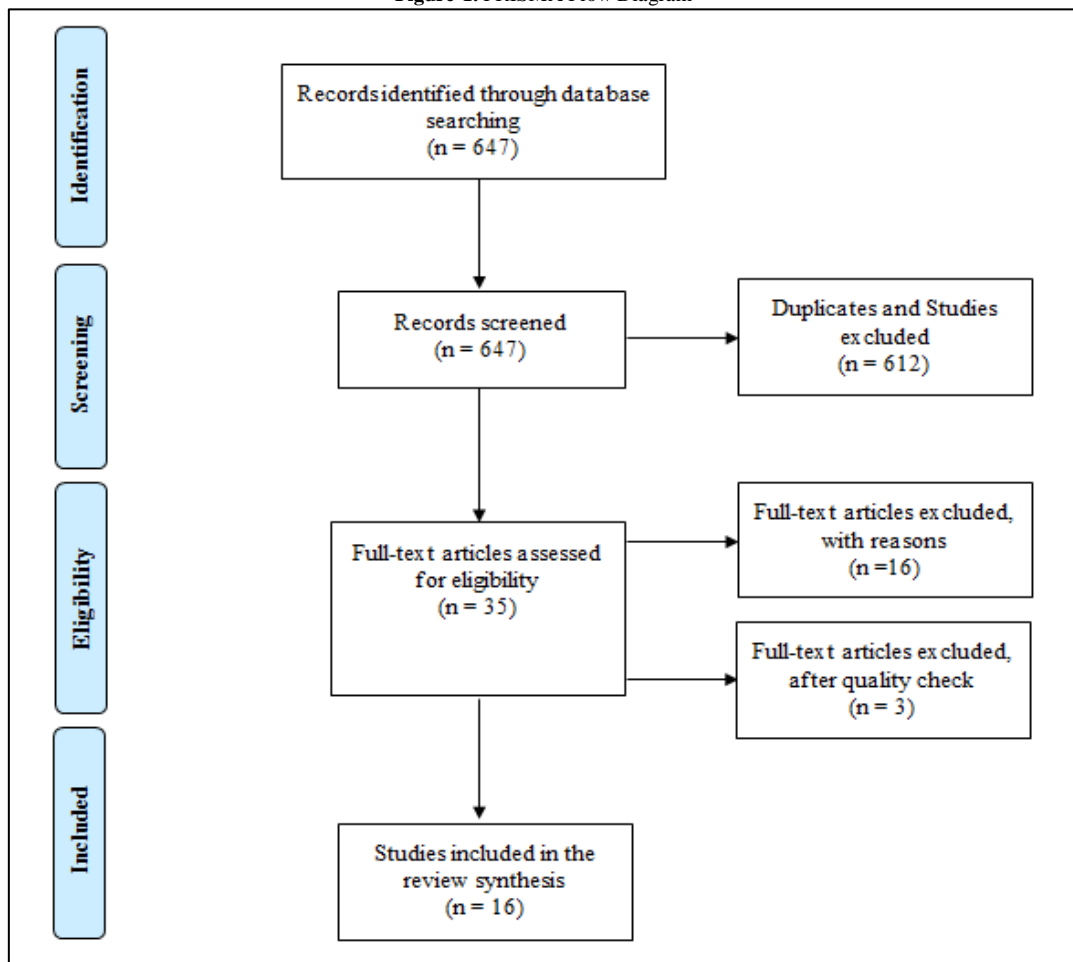 Identification
Records identified through database
searching
(n = 647)
Screening
Records screened
(n = 647)
Duplicates and Studies
excluded
(n = 612)
Eligibility
Full-text articles assessed
for eligibility
(n = 35)
Full-text articles excluded,
with reasons
(n =16)
Full-text articles excluded,
after quality check
(n = 3)
Included
Studies included in the
review synthesis
(n = 16)